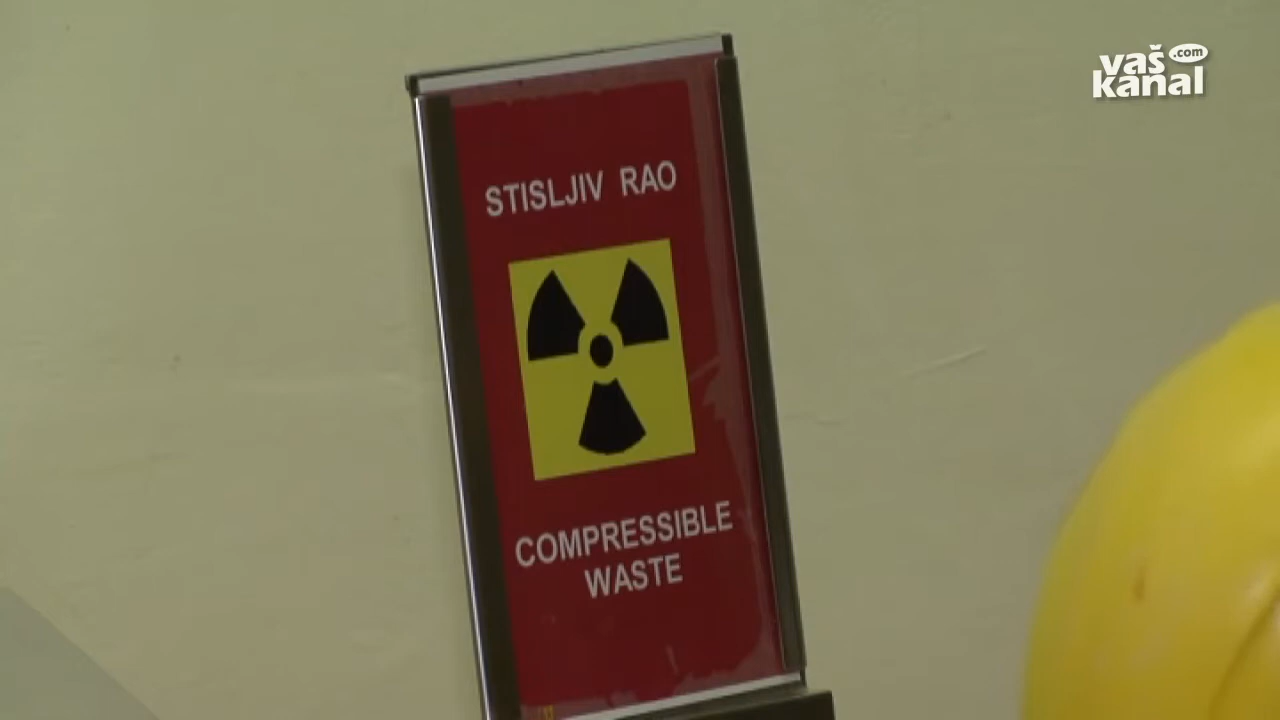 vaš .com
kanal
STISLJIV RAO
COMPRESSIBLE
WASTE